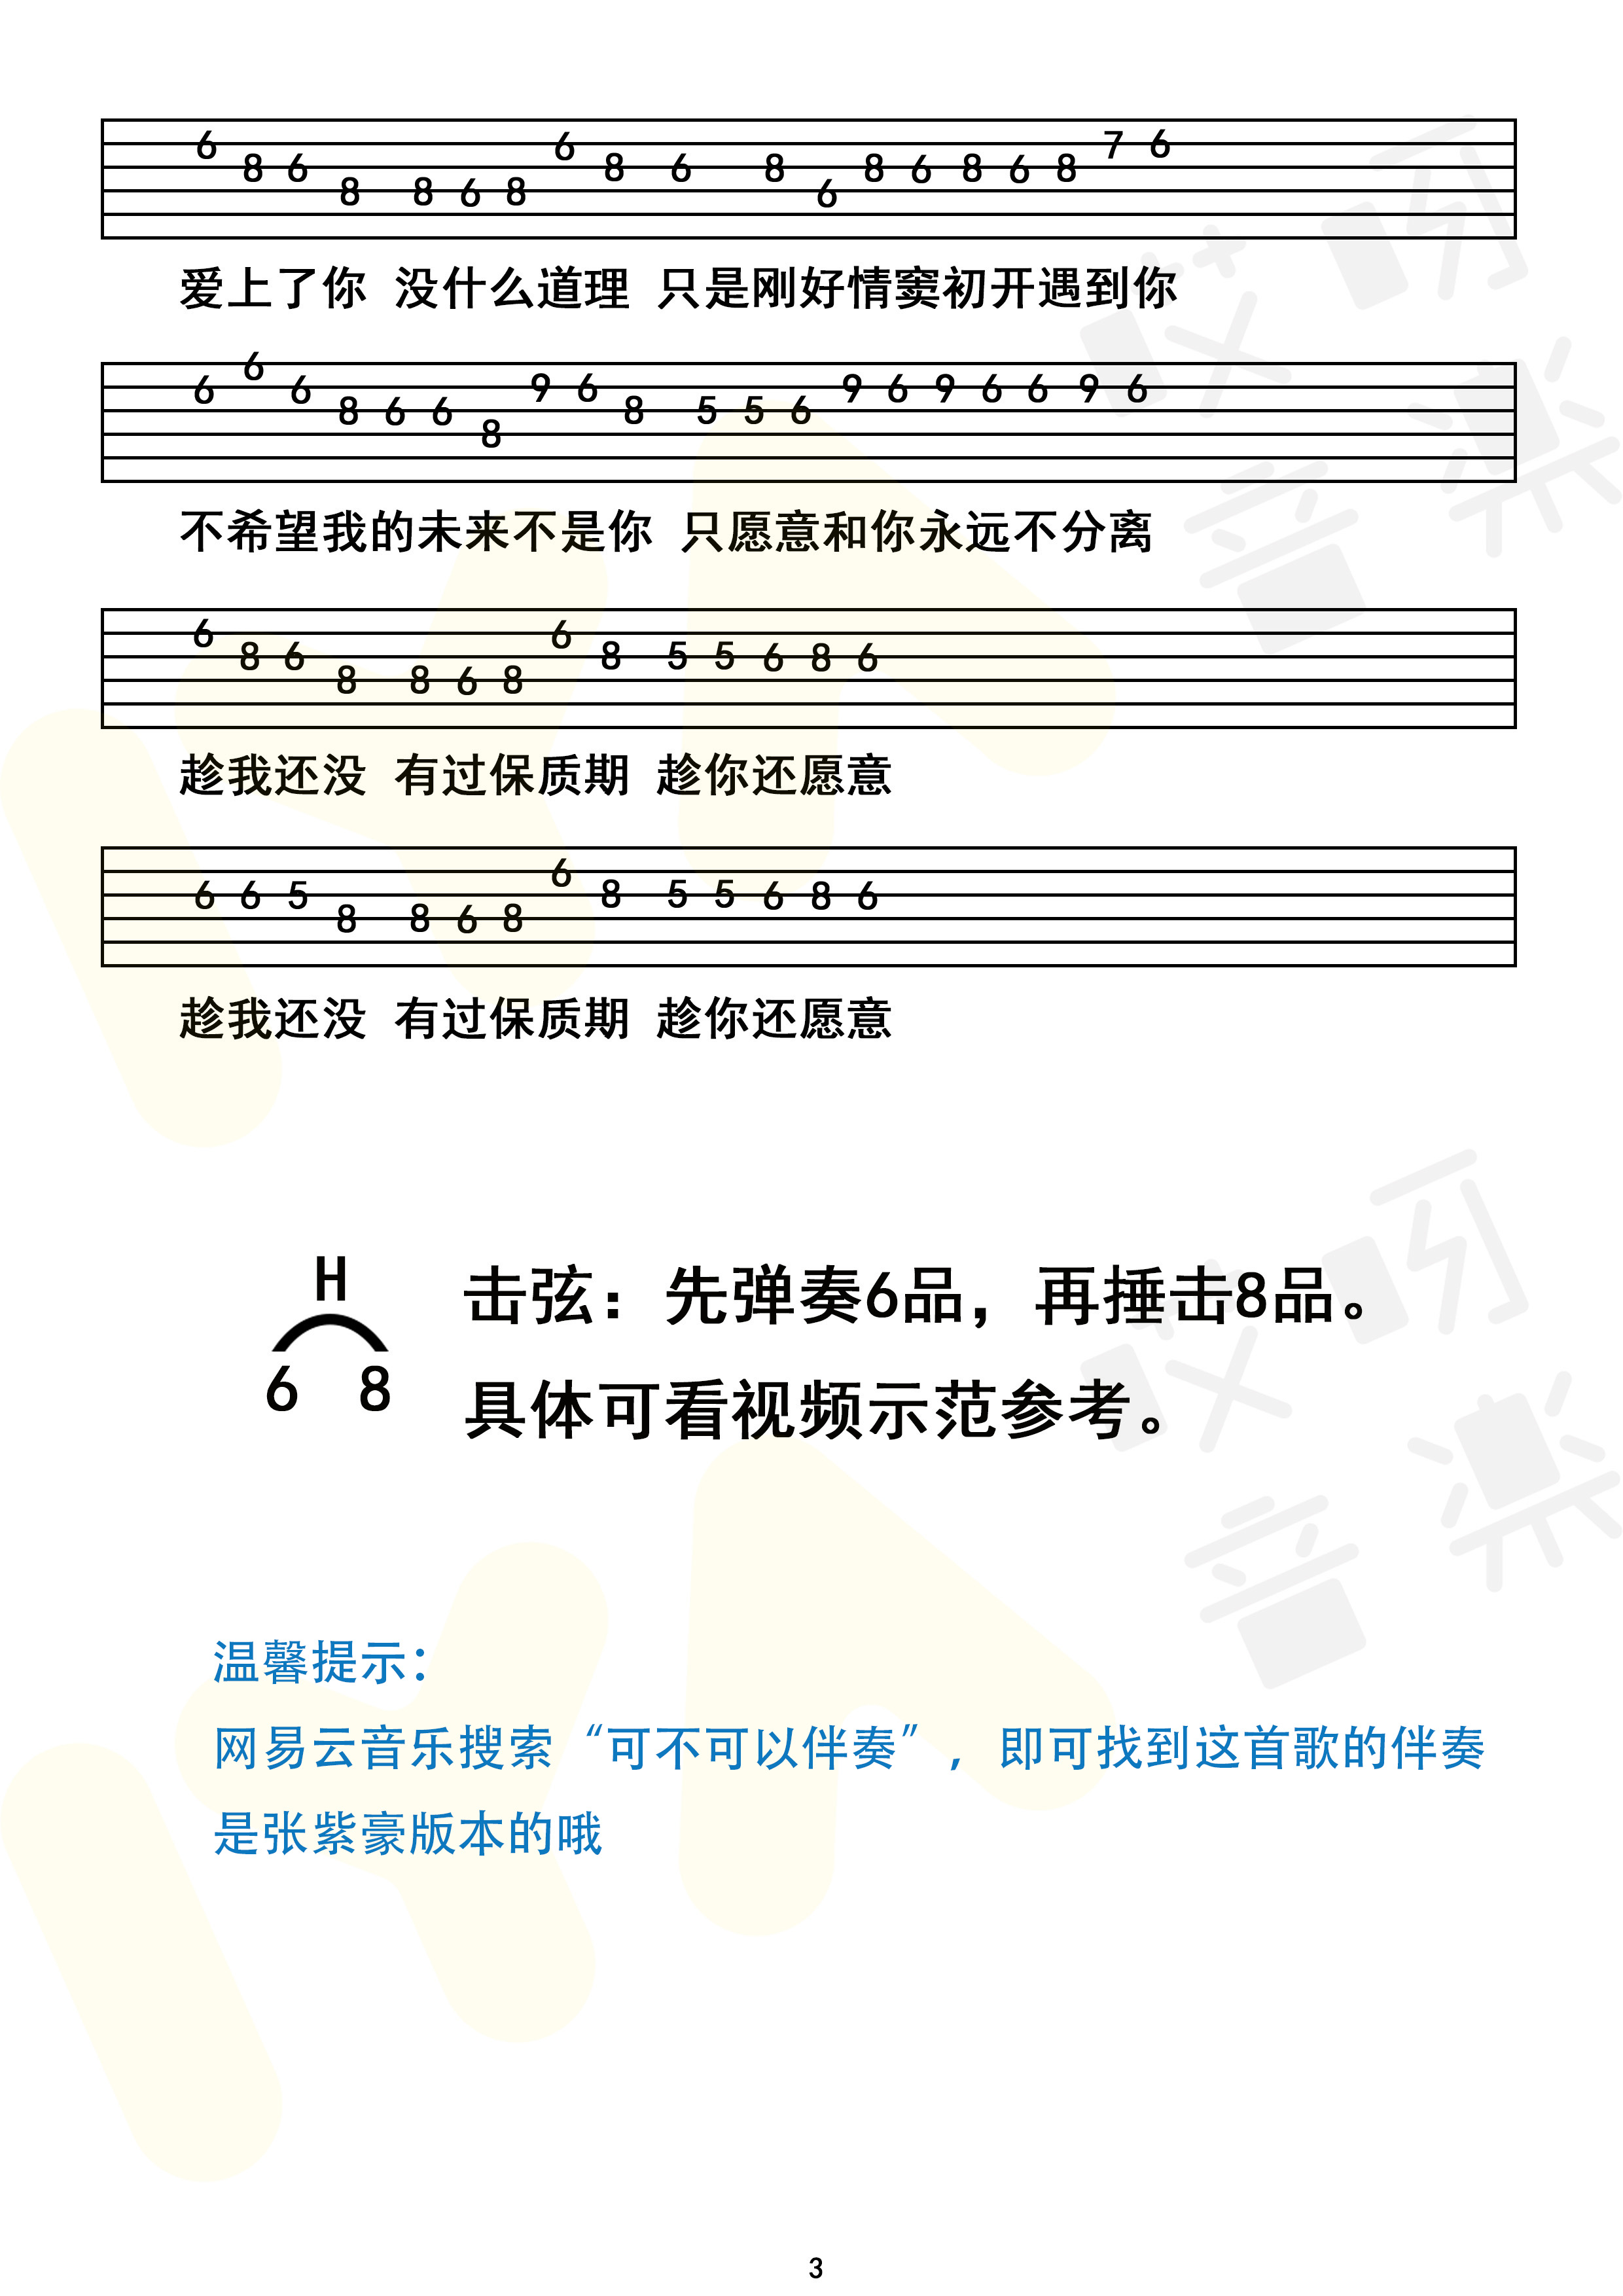 6 8 6 8 8 6 8 6 8 6 8 6 8 6 8 6 8 7 6
爱上了你 没什么道理 只是刚好情窦初开遇到你
6 6 6 8 6 6 8 9 6 8 5 5 6 9 6 9 6 6 9 6
不希望我的未来不是你 只愿意和你永远不分离
6 8 6 8 8 6 8 6 8 5 5 6 8 6
趁我还没 有过保质期 趁你还愿意
6 6 5 8 8 6 8 6 8 5 5 6 8 6
趁我还没 有过保质期 趁你还愿意
H
6 8
击弦：先弹奏6品，再捶击8品。
具体可看视频示范参考。
温馨提示：
网易云音乐搜索“可不可以伴奏”，即可找到这首歌的伴奏
是张紫豪版本的哦
3